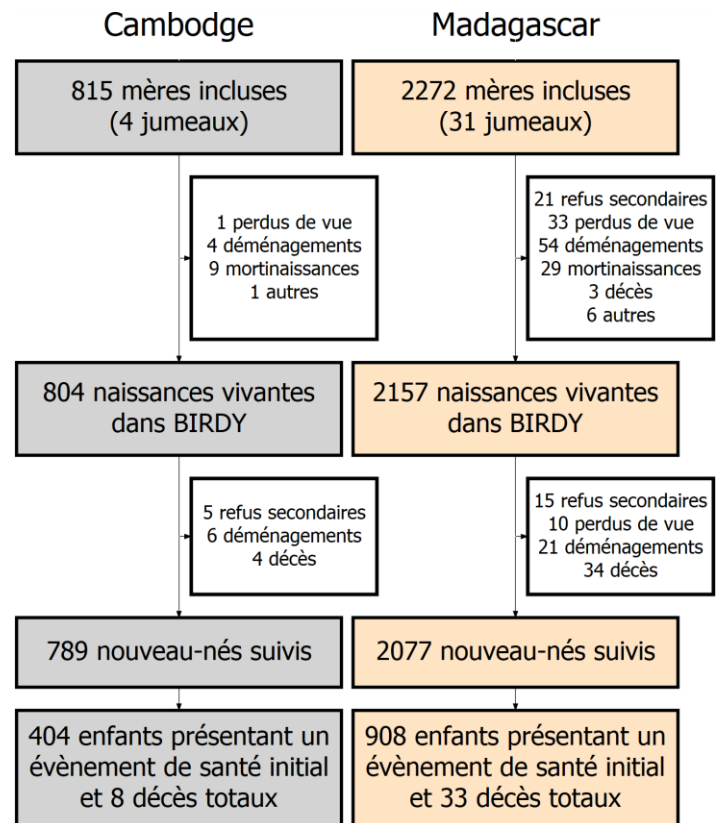 Cambodge
Madagascar
815 mères incluses
(4 jumeaux)
2272 mères incluses
(31 jumeaux)
1 perdus de vue
4 déménagements
9 mortinaissances
1 autres
21 refus secondaires
33 perdus de vue
54 déménagements
29 mortinaissances
3 décès
6 autres
804 naissances vivantes
dans BIRDY
2157 naissances vivantes
dans BIRDY
5 refus secondaires
6 déménagements
4 décès
15 refus secondaires
10 perdus de vue
21 déménagements
34 décès
789 nouveau-nés suivis
2077 nouveau-nés suivis
404 enfants présentant un
évènement de santé initial
et 8 décès totaux
908 enfants présentant un
évènement de santé initial
et 33 décès totaux